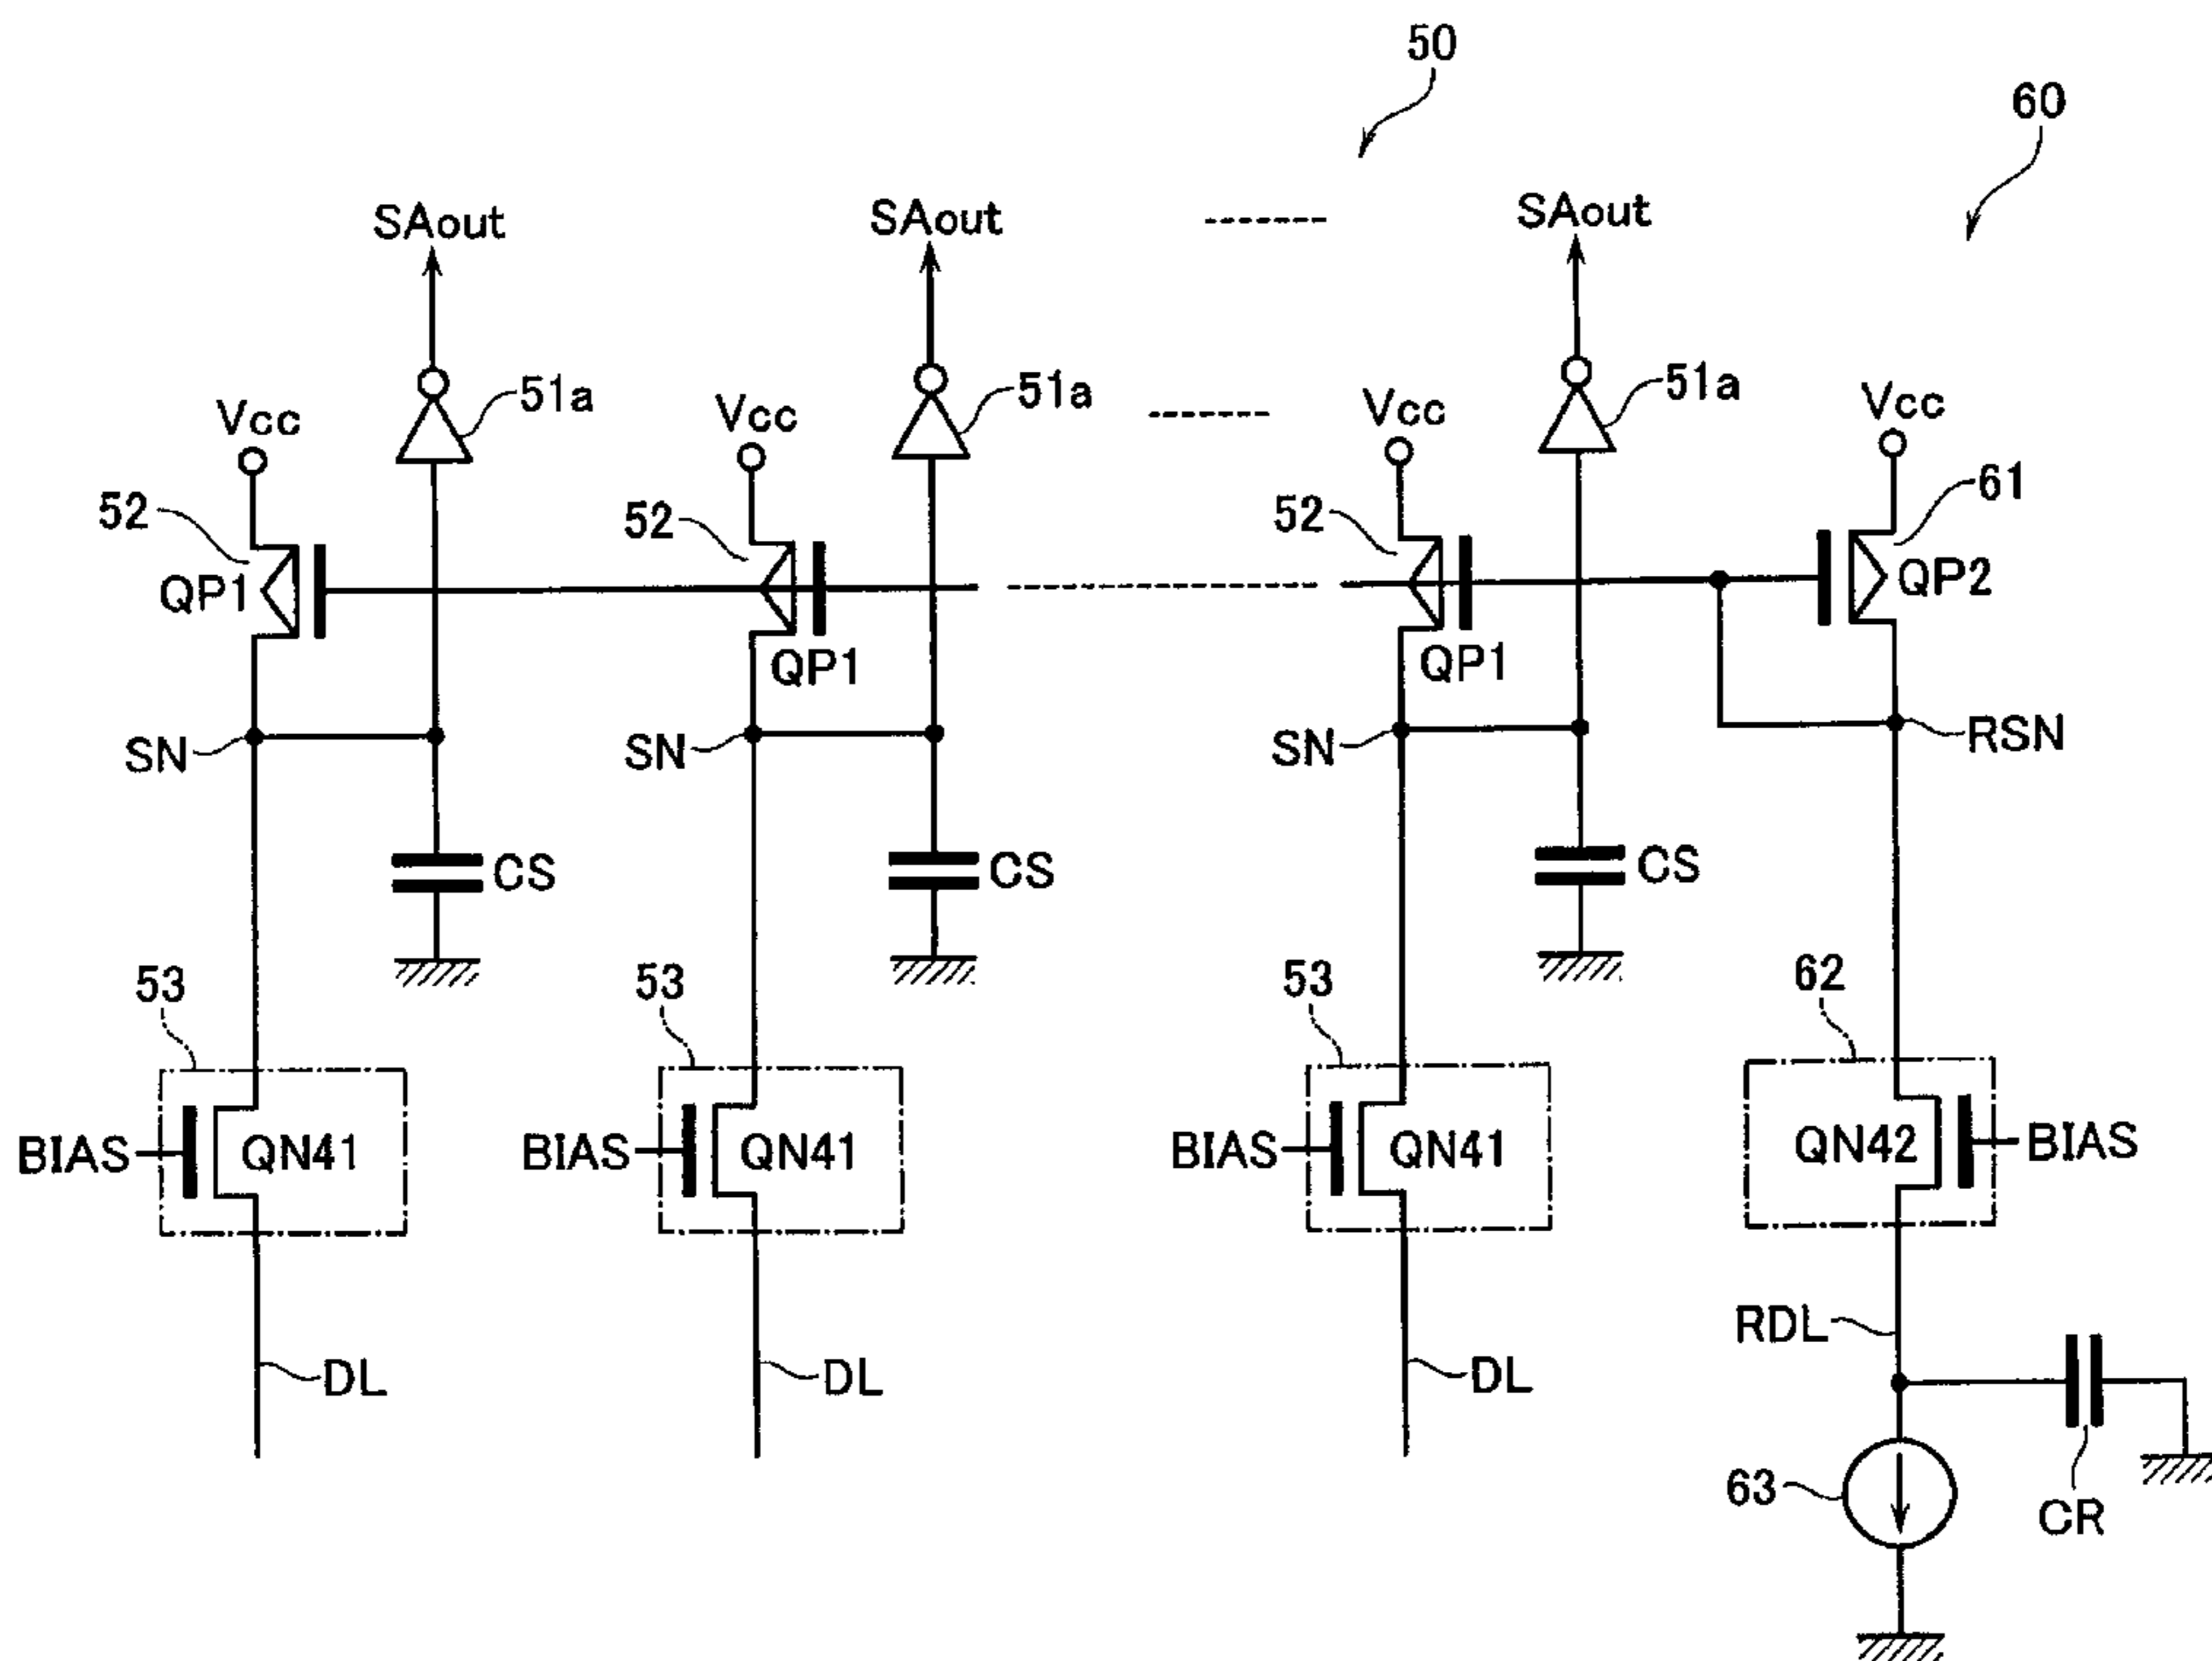 50
60
SAout
SAout
SAout
51a
51a
51a
Vcc
Vcc
Vcc
Vcc
52
52
52
61
QP1
QP1
QP1
QP2
SN
SN
SN
RSN
CS
CS
CS
53
53
53
62
BIAS
QN41
BIAS
QN41
BIAS
QN41
QN42
BIAS
RDL
DL
DL
DL
63
CR